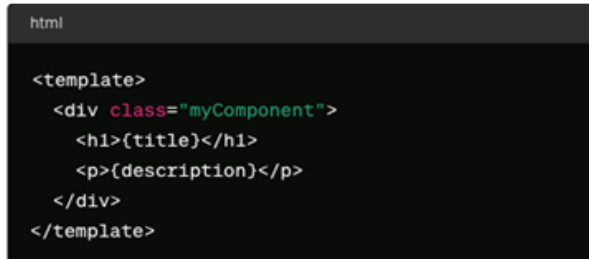 html
<template>
<div class="myComponent">
<h1>{title}</h1>
<p>{description}</p>
</div>
</template>